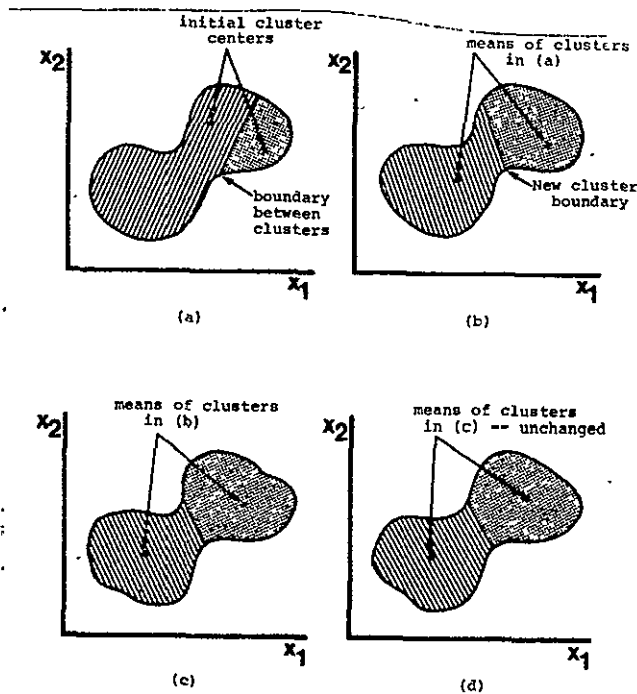 initial cluster
centers
X2
boundary
between
clusters
X1
(a)
means of clusters
in (a)
X2
New cluster
boundary
X1
(b)
means of clusters
in (b)
X2
X1
(c)
means of clusters
in (c) -- unchanged
X2
X1
(d)